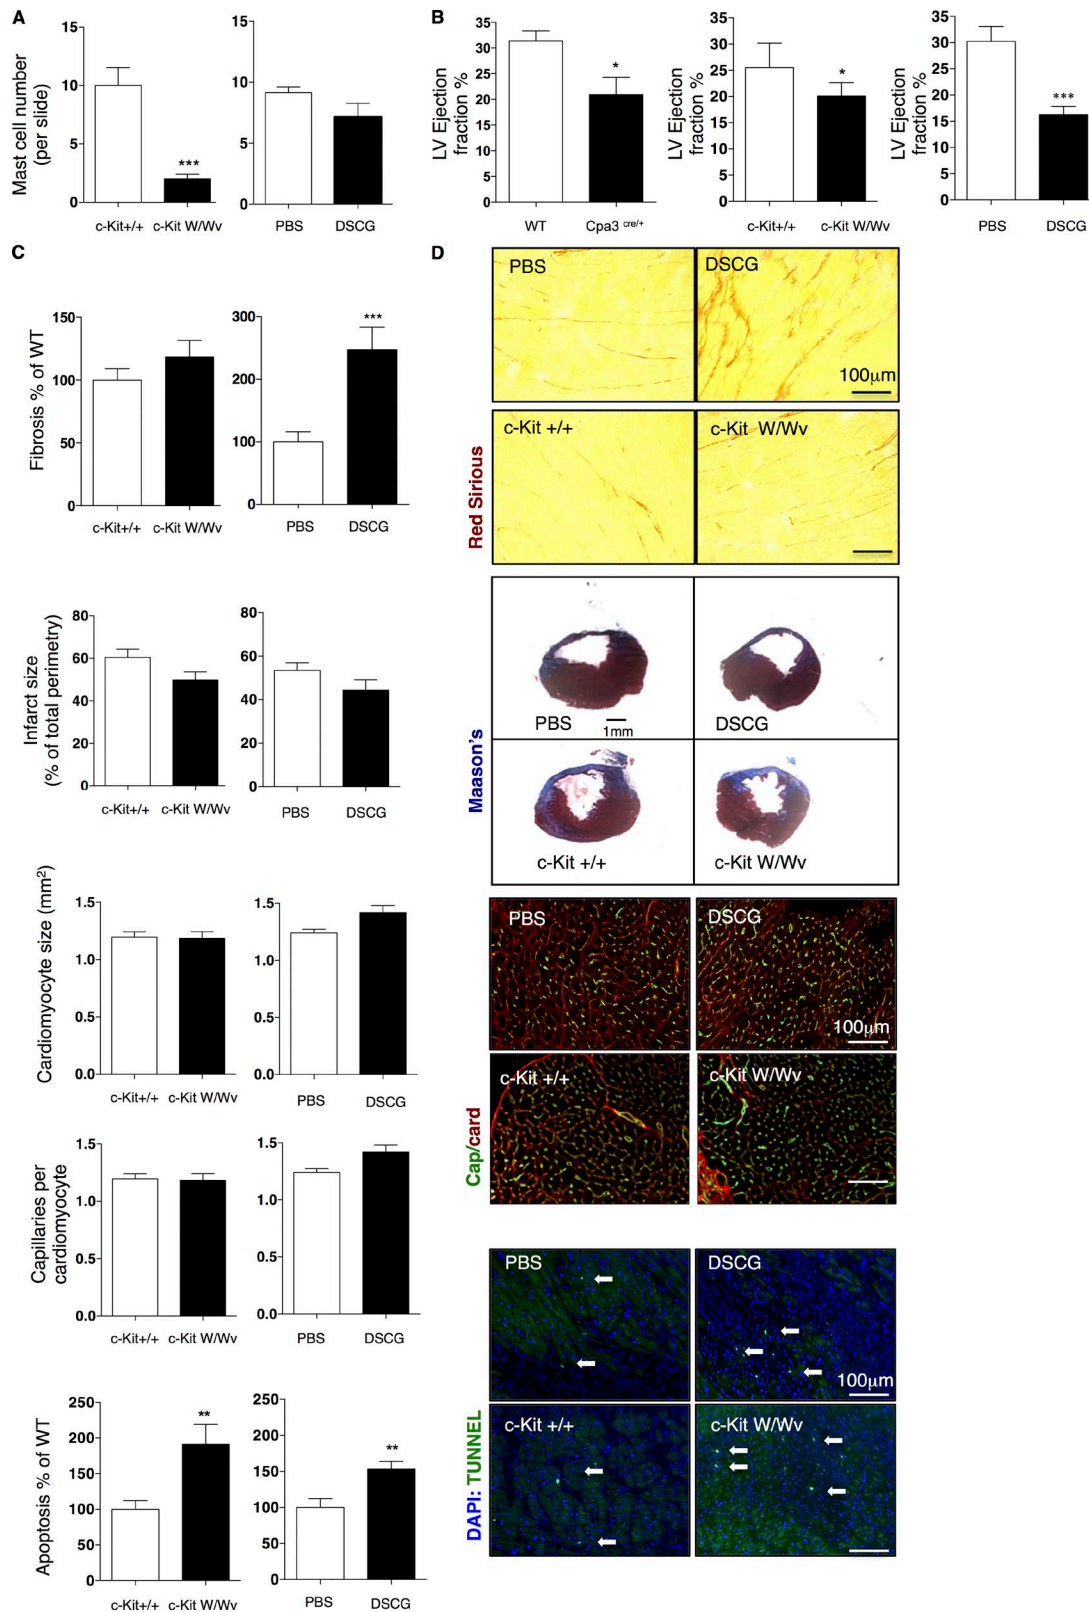 A
Mast cell number
(per slide)
15
10
5
0
***
c-Kit+/+
c-Kit W/Wv
15
10
5
0
PBS
DSCG
B
LV Ejection
fraction %
35
30
25
20
15
10
5
0
*
WT
Cpa3 cre/+
LV Ejection
fraction %
35
30
25
20
15
10
5
0
*
c-Kit+/+
c-Kit W/Wv
LV Ejection
fraction %
35
30
25
20
15
10
5
0
***
PBS
DSCG
C
Fibrosis % of WT
150
100
50
0
c-Kit+/+
c-Kit W/Wv
300
200
100
0
***
PBS
DSCG
Infarct size
(% of total perimetry)
80
60
40
20
0
c-Kit+/+
c-Kit W/Wv
80
60
40
20
0
PBS
DSCG
Cardiomyocyte size (mm²)
1.5
1.0
0.5
0.0
c-Kit+/+
c-Kit W/Wv
1.5
1.0
0.5
0.0
PBS
DSCG
Capillaries per
cardiomyocyte
1.5
1.0
0.5
0.0
c-Kit+/+
c-Kit W/Wv
1.5
1.0
0.5
0.0
PBS
DSCG
Apoptosis % of WT
250
200
150
100
50
0
**
c-Kit+/+
c-Kit W/Wv
250
200
150
100
50
0
**
PBS
DSCG
D
Red Sirious
PBS
DSCG
100μm
c-Kit +/+
c-Kit W/Wv
Maason's
PBS
1mm
DSCG
c-Kit +/+
c-Kit W/Wv
Cap/card
PBS
DSCG
100μm
c-Kit +/+
c-Kit W/Wv
DAPI: TUNNEL
PBS
DSCG
100μm
c-Kit +/+
c-Kit W/Wv